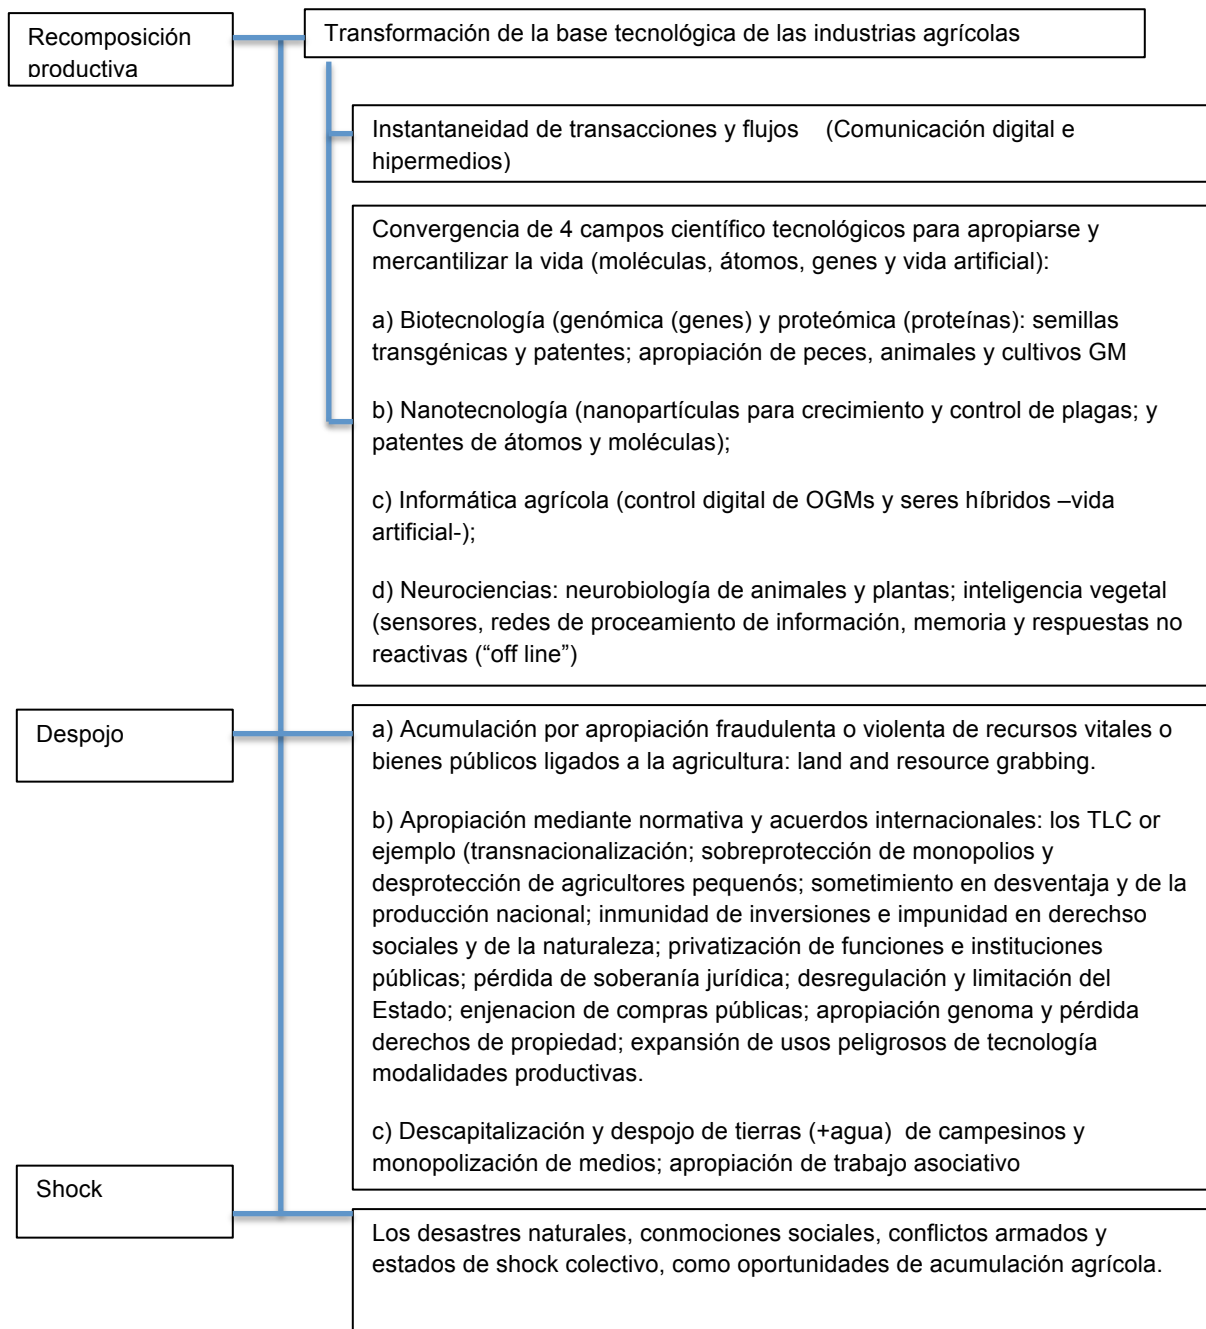 Recomposición
productiva
Transformación de la base tecnológica de las industrias agrícolas
Instantaneidad de transacciones y flujos (Comunicación digital e
hipermedios)
Convergencia de 4 campos científico tecnológicos para apropiarse y
mercantilizar la vida (moléculas, átomos, genes y vida artificial):
a) Biotecnología (genómica (genes) y proteómica (proteínas): semillas
transgénicas y patentes; apropiación de peces, animales y cultivos GM
b) Nanotecnología (nanopartículas para crecimiento y control de plagas; y
patentes de átomos y moléculas);
c) Informática agrícola (control digital de OGMs y seres híbridos –vida
artificial-);
d) Neurociencias: neurobiología de animales y plantas; inteligencia vegetal
(sensores, redes de proceamiento de información, memoria y respuestas no
reactivas (“off line”)
Despojo
a) Acumulación por apropiación fraudulenta o violenta de recursos vitales o
bienes públicos ligados a la agricultura: land and resource grabbing.
b) Apropiación mediante normativa y acuerdos internacionales: los TLC or
ejemplo (transnacionalización; sobreprotección de monopolios y
desprotección de agricultores pequenós; sometimiento en desventaja y de la
producción nacional; inmunidad de inversiones e impunidad en derechso
sociales y de la naturaleza; privatización de funciones e instituciones
públicas; pérdida de soberanía jurídica; desregulación y limitación del
Estado; enjenacion de compras públicas; apropiación genoma y pérdida
derechos de propiedad; expansión de usos peligrosos de tecnología
modalidades productivas.
c) Descapitalización y despojo de tierras (+agua) de campesinos y
monopolización de medios; apropiación de trabajo asociativo
Shock
Los desastres naturales, conmociones sociales, conflictos armados y
estados de shock colectivo, como oportunidades de acumulación agrícola.